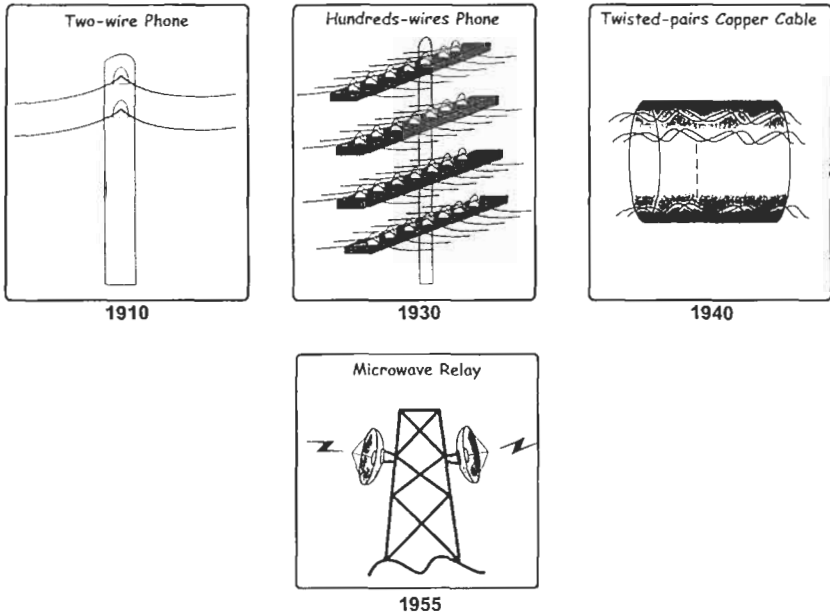 Two-wire Phone
Hundreds-wires Phone
Twisted-pairs Copper Cable
1910
1930
1940
Microwave Relay
1955